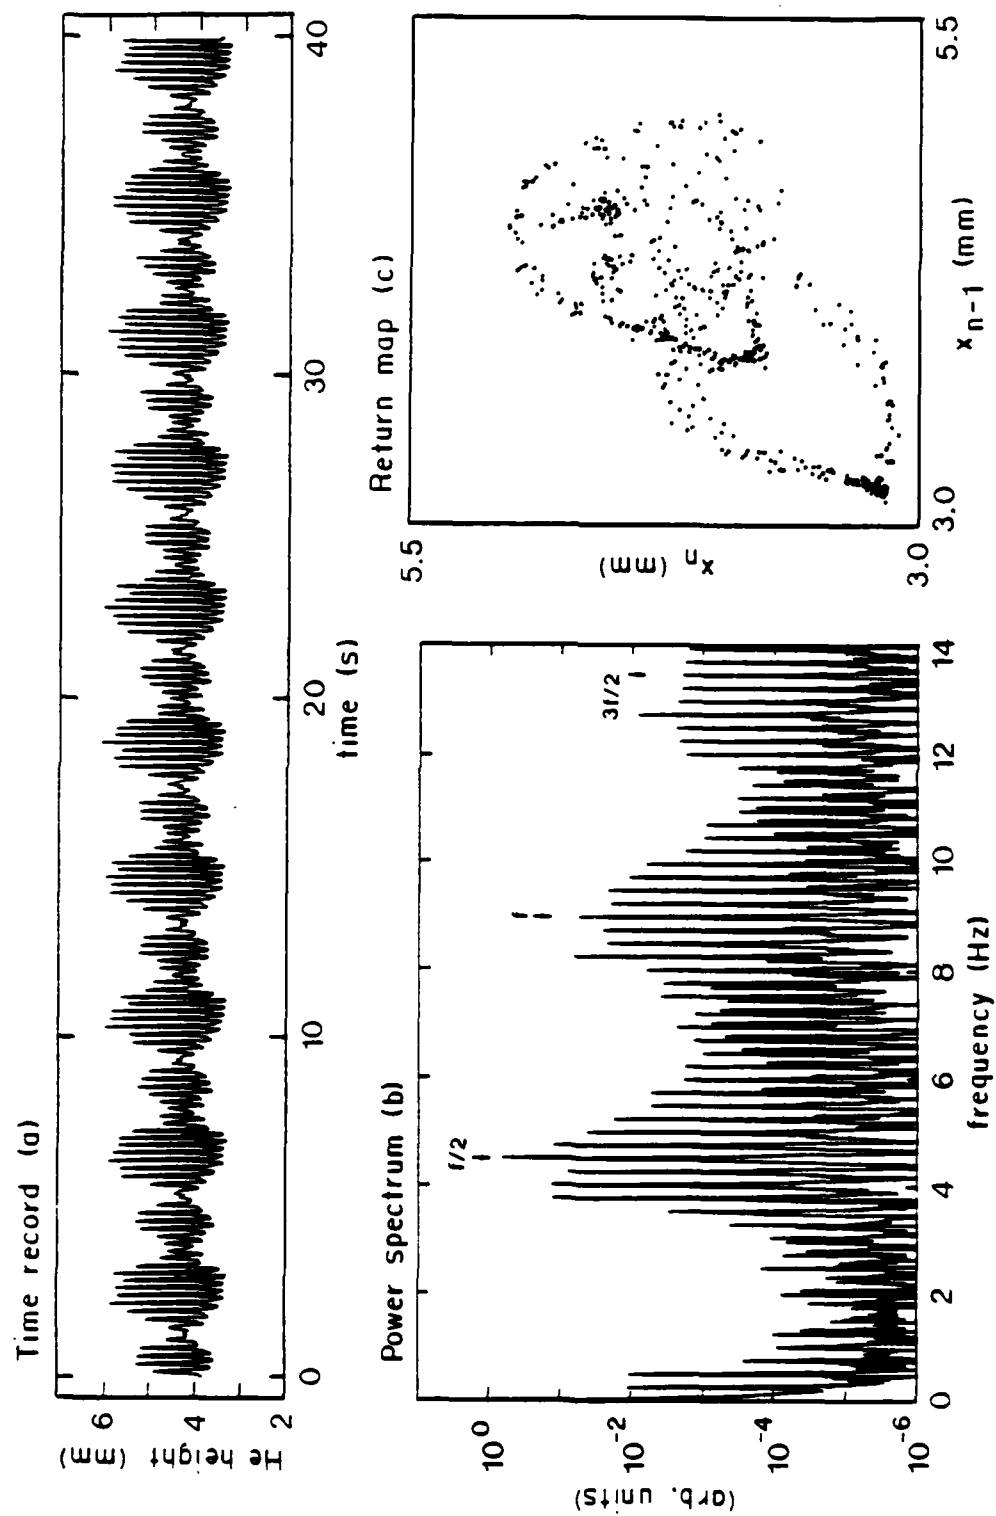 Time record (a)
He height (mm)
6
4
2
0
10
20
30
40
time (s)
Power spectrum (b)
(arb. units)
10^0
10^-2
10^-4
10^-6
f/2
f
3f/2
0
2
4
6
8
10
12
14
frequency (Hz)
Return map (c)
x_n (mm)
5.5
3.0
3.0
5.5
x_n-1 (mm)